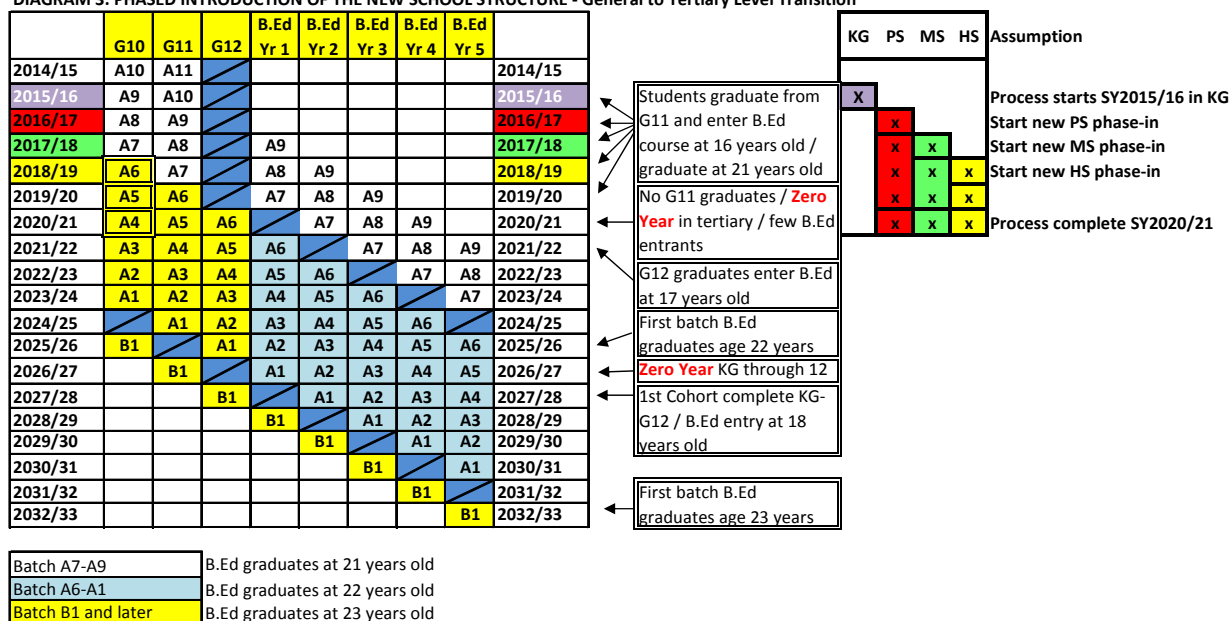 DIAGRAM 3: PHASED INTRODUCTION OF THE NEW SCHOOL STRUCTURE - General to Tertiary Level Transition
G10 G11 G12 B.Ed Yr 1 B.Ed Yr 2 B.Ed Yr 3 B.Ed Yr 4 B.Ed Yr 5
2014/15 A10 A11 2014/15
2015/16 A9 A10 2015/16
2016/17 A8 A9 2016/17
2017/18 A7 A8 A9 2017/18
2018/19 A6 A7 A8 A9 2018/19
2019/20 A5 A6 A7 A8 A9 2019/20
2020/21 A4 A5 A6 A7 A8 A9 2020/21
2021/22 A3 A4 A5 A6 A7 A8 A9 2021/22
2022/23 A2 A3 A4 A5 A6 A7 A8 2022/23
2023/24 A1 A2 A3 A4 A5 A6 A7 2023/24
2024/25 A1 A2 A3 A4 A5 A6 2024/25
2025/26 B1 A1 A2 A3 A4 A5 A6 2025/26
2026/27 B1 A1 A2 A3 A4 A5 2026/27
2027/28 B1 A1 A2 A3 A4 2027/28
2028/29 B1 A1 A2 A3 2028/29
2029/30 B1 A1 A2 2029/30
2030/31 B1 A1 2030/31
2031/32 B1 2031/32
2032/33 B1 2032/33
Students graduate from
G11 and enter B.Ed
course at 16 years old /
graduate at 21 years old
No G11 graduates / Zero
Year in tertiary / few B.Ed
entrants
G12 graduates enter B.Ed
at 17 years old
First batch B.Ed
graduates age 22 years
Zero Year KG through 12
1st Cohort complete KG-
G12 / B.Ed entry at 18
years old
First batch B.Ed
graduates age 23 years
KG PS MS HS Assumption
X Process starts SY2015/16 in KG
x Start new PS phase-in
x x Start new MS phase-in
x x x Start new HS phase-in
x x x
x x x Process complete SY2020/21
Batch A7-A9 B.Ed graduates at 21 years old
Batch A6-A1 B.Ed graduates at 22 years old
Batch B1 and later B.Ed graduates at 23 years old